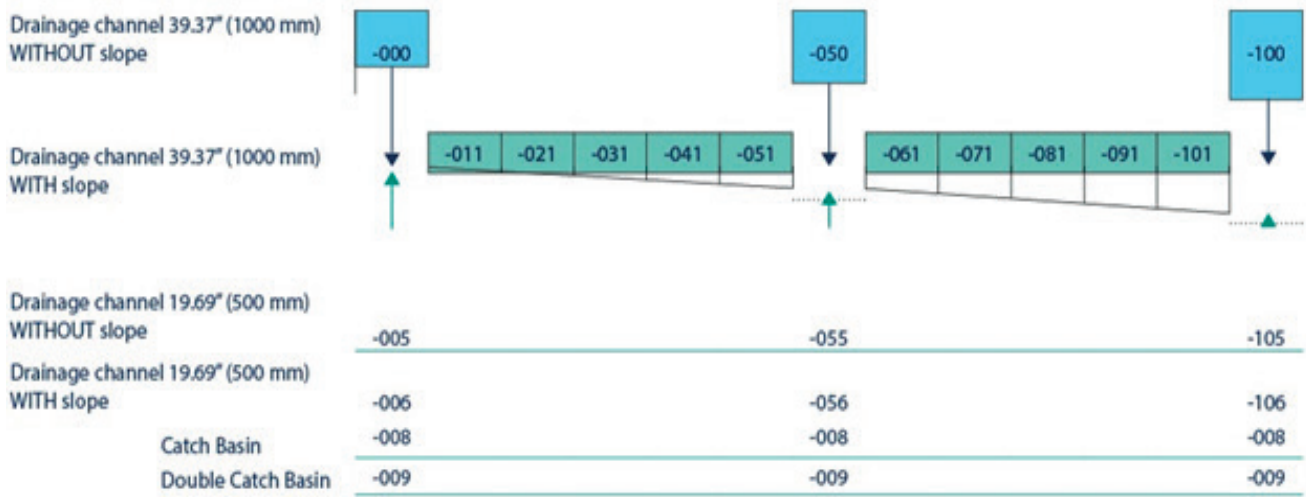 Drainage channel 39.37" (1000 mm)
WITHOUT slope
-000 -050 -100
Drainage channel 39.37" (1000 mm)
WITH slope
-011 -021 -031 -041 -051 -061 -071 -081 -091 -101
Drainage channel 19.69" (500 mm)
WITHOUT slope
-005 -055 -105
Drainage channel 19.69" (500 mm)
WITH slope
-006 -056 -106
Catch Basin -008 -008 -008
Double Catch Basin -009 -009 -009